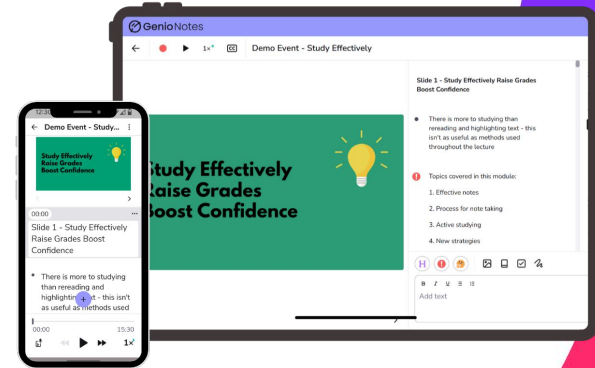 GenioNotes
1×
CC
Demo Event - Study Effectively
Study Effectively
Raise Grades
Boost Confidence
Slide 1 - Study Effectively Raise Grades
Boost Confidence
There is more to studying than
rereading and highlighting text - this
isn't as useful as methods used
throughout the lecture
Topics covered in this module:
1. Effective notes
2. Process for note taking
3. Active studying
4. New strategies
H
B I U
Add text
12:30
Demo Event - Study...
Study Effectively
Raise Grades
Boost Confidence
00:00
Slide 1 - Study Effectively
Raise Grades Boost
Confidence
There is more to studying
than rereading and
highlighting text - this isn't
as useful as methods used
00:00 15:30
1×